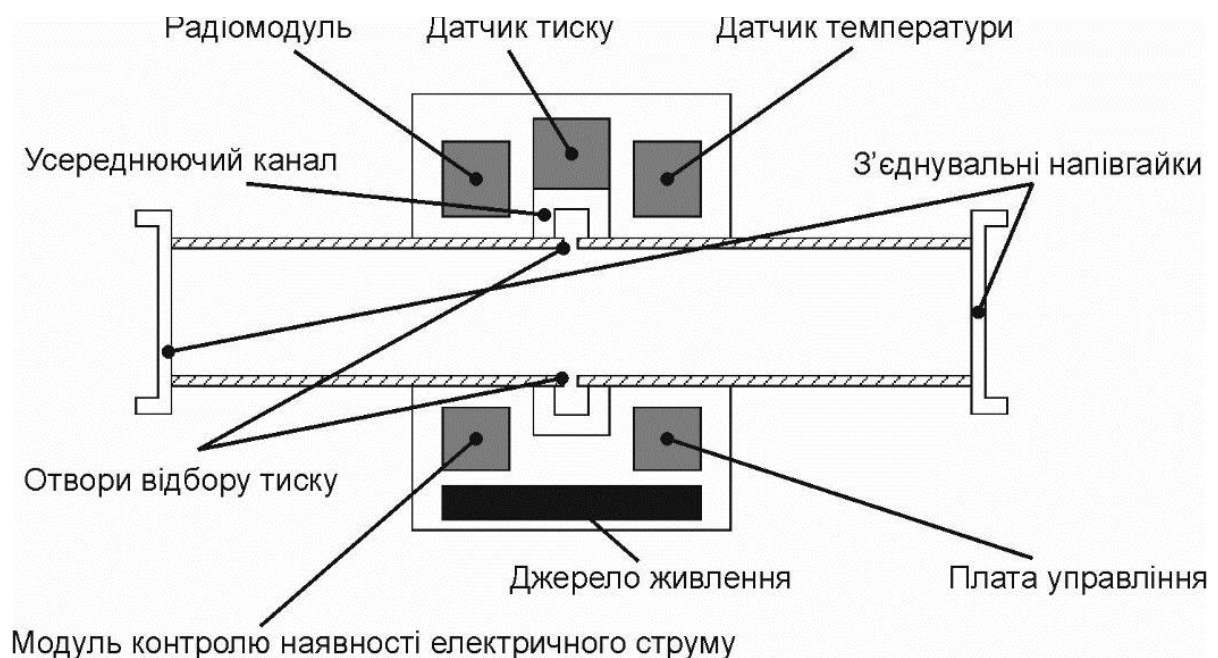 Радіомодуль
Датчик тиску
Датчик температури
Усереднюючий канал
З’єднувальні напівгайки
Отвори відбору тиску
Джерело живлення
Плата управління
Модуль контролю наявності електричного струму